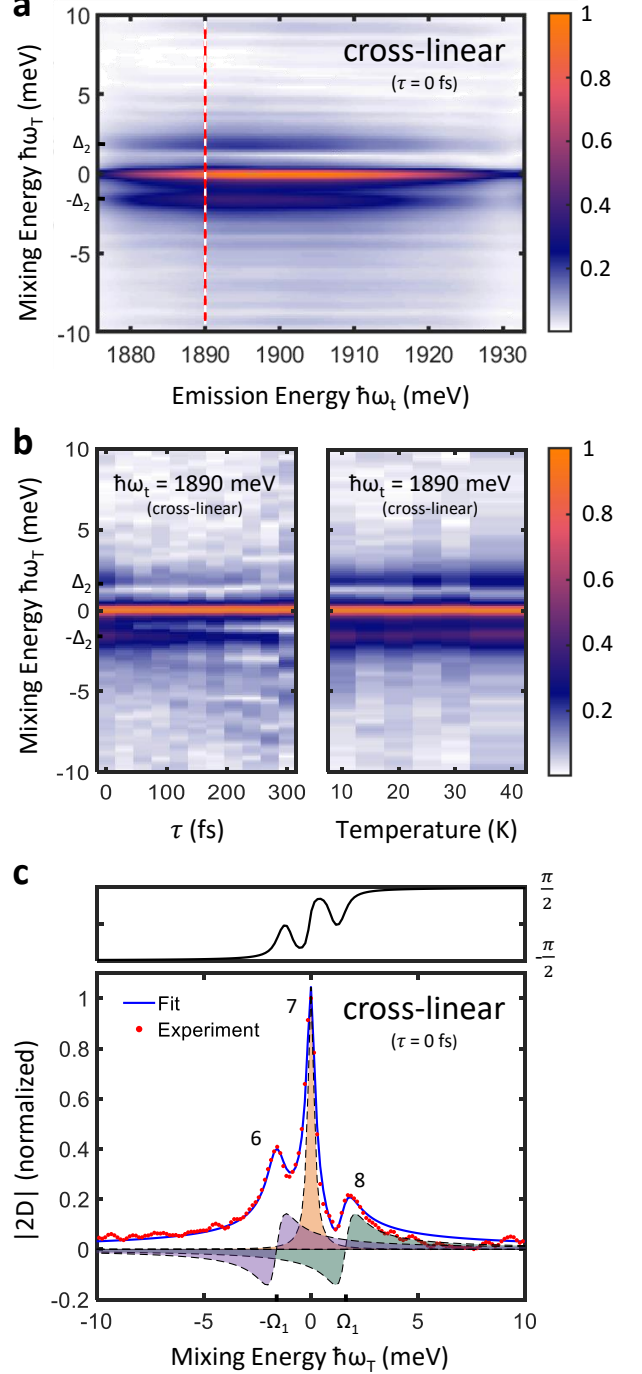 a
cross-linear
(τ = 0 fs)
Mixing Energy ħω_T (meV)
10
5
Δ₂
0
-Δ₂
-5
-10
1880 1890 1900 1910 1920 1930
Emission Energy ħω_t (meV)
1
0.8
0.6
0.4
0.2
b
ħω_t = 1890 meV
(cross-linear)
ħω_t = 1890 meV
(cross-linear)
Mixing Energy ħω_T (meV)
10
5
Δ₂
0
-Δ₂
-5
-10
0 100 200 300
τ (fs)
10 20 30 40
Temperature (K)
1
0.8
0.6
0.4
0.2
c
π/2
-π/2
Fit
Experiment
cross-linear
(τ = 0 fs)
6
7
8
|2D| (normalized)
1
0.8
0.6
0.4
0.2
0
-0.2
-10 -5 -Ω₁ 0 Ω₁ 5 10
Mixing Energy ħω_T (meV)